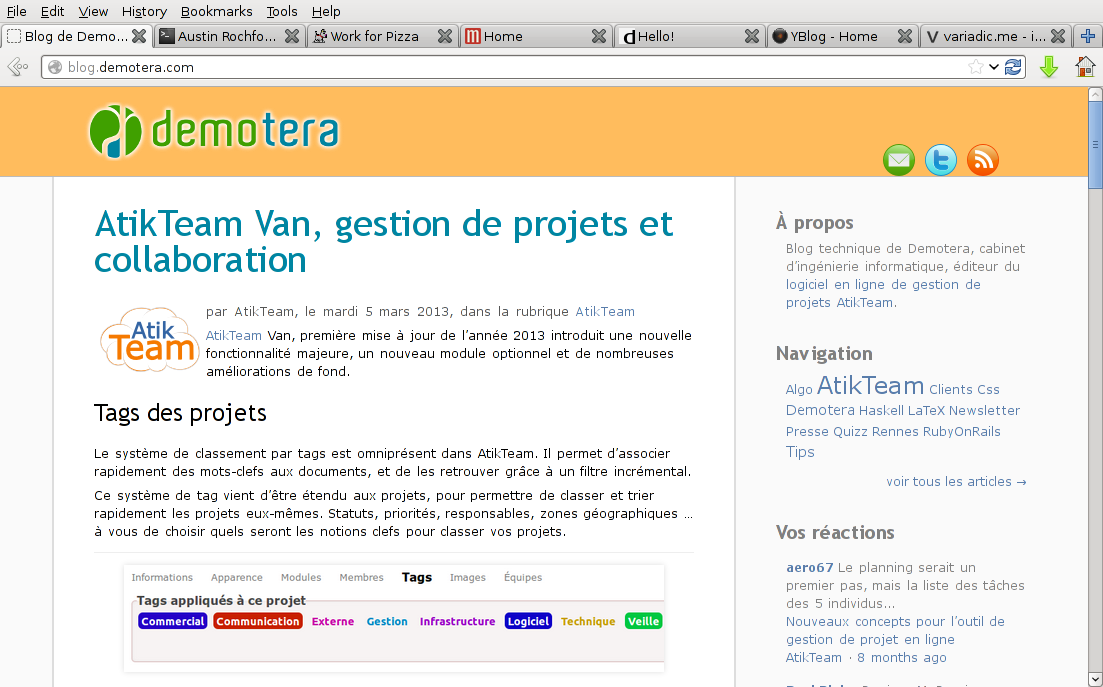 File Edit View History Bookmarks Tools Help
Blog de Demo... Austin Rochfo... Work for Pizza Home Hello! YBlog - Home variadic.me - i...
blog.demotera.com
demotera
AtikTeam Van, gestion de projets et
collaboration
Atik
Team
par AtikTeam, le mardi 5 mars 2013, dans la rubrique AtikTeam
AtikTeam Van, première mise à jour de l'année 2013 introduit une nouvelle
fonctionnalité majeure, un nouveau module optionnel et de nombreuses
améliorations de fond.
Tags des projets
Le système de classement par tags est omniprésent dans AtikTeam. Il permet d'associer
rapidement des mots-clefs aux documents, et de les retrouver grâce à un filtre incrémental.
Ce système de tag vient d'être étendu aux projets, pour permettre de classer et trier
rapidement les projets eux-mêmes. Statuts, priorités, responsables, zones géographiques ...
à vous de choisir quels seront les notions clefs pour classer vos projets.
Informations Apparence Modules Membres Tags Images Équipes
Tags appliqués à ce projet
Commercial Communication Externe Gestion Infrastructure Logiciel Technique Veille
À propos
Blog technique de Demotera, cabinet
d'ingénierie informatique, éditeur du
logiciel en ligne de gestion de
projets AtikTeam.
Navigation
Algo AtikTeam Clients Css
Demotera Haskell LaTeX Newsletter
Presse Quizz Rennes RubyOnRails
Tips
voir tous les articles →
Vos réactions
aero67 Le planning serait un
premier pas, mais la liste des tâches
des 5 individus...
Nouveaux concepts pour l'outil de
gestion de projet en ligne
AtikTeam · 8 months ago